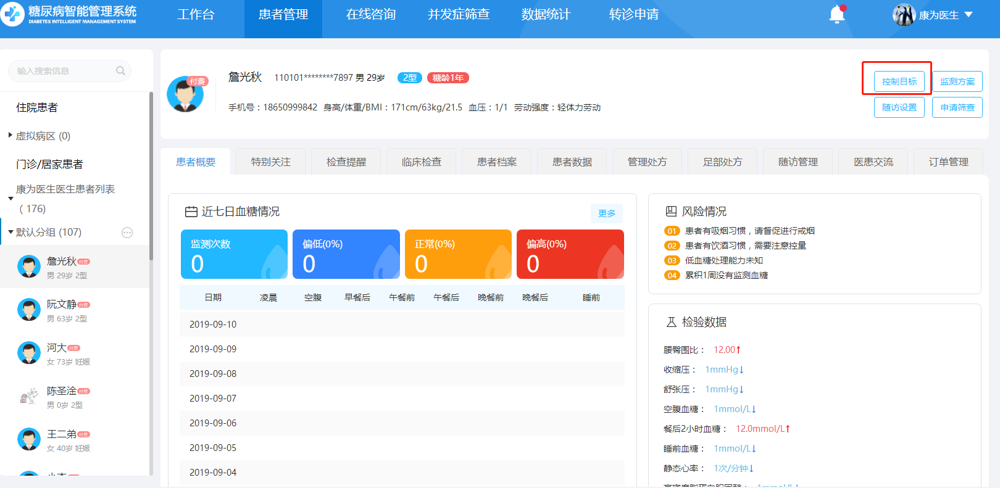 糖尿病智能管理系统
DIABETES INTELLIGENT MANAGEMENT SYSTEM
工作台
患者管理
在线咨询
并发症筛查
数据统计
转诊申请
康为医生
输入搜索信息
住院患者
虚拟病区 (0)
门诊/居家患者
康为医生医生患者列表
( 176)
默认分组 (107)
詹光秋 付费
男 29岁 2型
阮文静 付费
男 63岁 2型
河大 付费
女 73岁 妊娠
陈圣淦 付费
男 0岁 2型
王二弟 付费
女 40岁 妊娠
付费
詹光秋 110101********7897 男 29岁 2型 糖龄1年
手机号：18650999842 身高/体重/BMI：171cm/63kg/21.5 血压：1/1 劳动强度：轻体力劳动
控制目标
监测方案
随访设置
申请筛查
患者概要
特别关注
检查提醒
临床检查
患者档案
患者数据
管理处方
足部处方
随访管理
医患交流
订单管理
近七日血糖情况
更多
监测次数
0
偏低(0%)
0
正常(0%)
0
偏高(0%)
0
日期 凌晨 空腹 早餐后 午餐前 午餐后 晚餐前 晚餐后 睡前
2019-09-10
2019-09-09
2019-09-08
2019-09-07
2019-09-06
2019-09-05
2019-09-04
风险情况
01 患者有吸烟习惯，请督促进行戒烟
02 患者有饮酒习惯，需要注意控量
03 低血糖处理能力未知
04 累积1周没有监测血糖
检验数据
腰臀围比： 12.00↑
收缩压： 1mmHg↓
舒张压： 1mmHg↓
空腹血糖： 1mmol/L↓
餐后2小时血糖： 12.0mmol/L↑
睡前血糖： 1mmol/L↓
静态心率： 1次/分钟↓